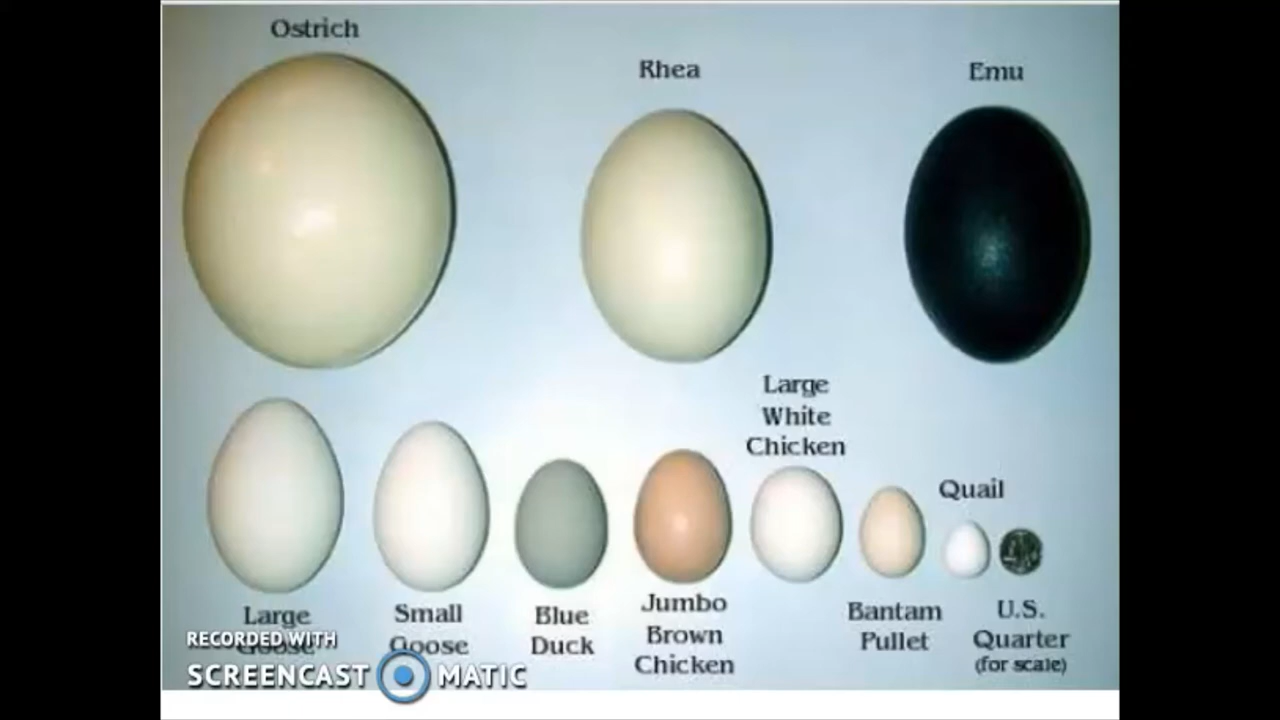 Ostrich
Rhea
Emu
Large
White
Chicken
Quail
Large
Goose
Small
Goose
Blue
Duck
Jumbo
Brown
Chicken
Bantam
Pullet
U.S.
Quarter
(for scale)
RECORDED WITH
SCREENCAST MATIC